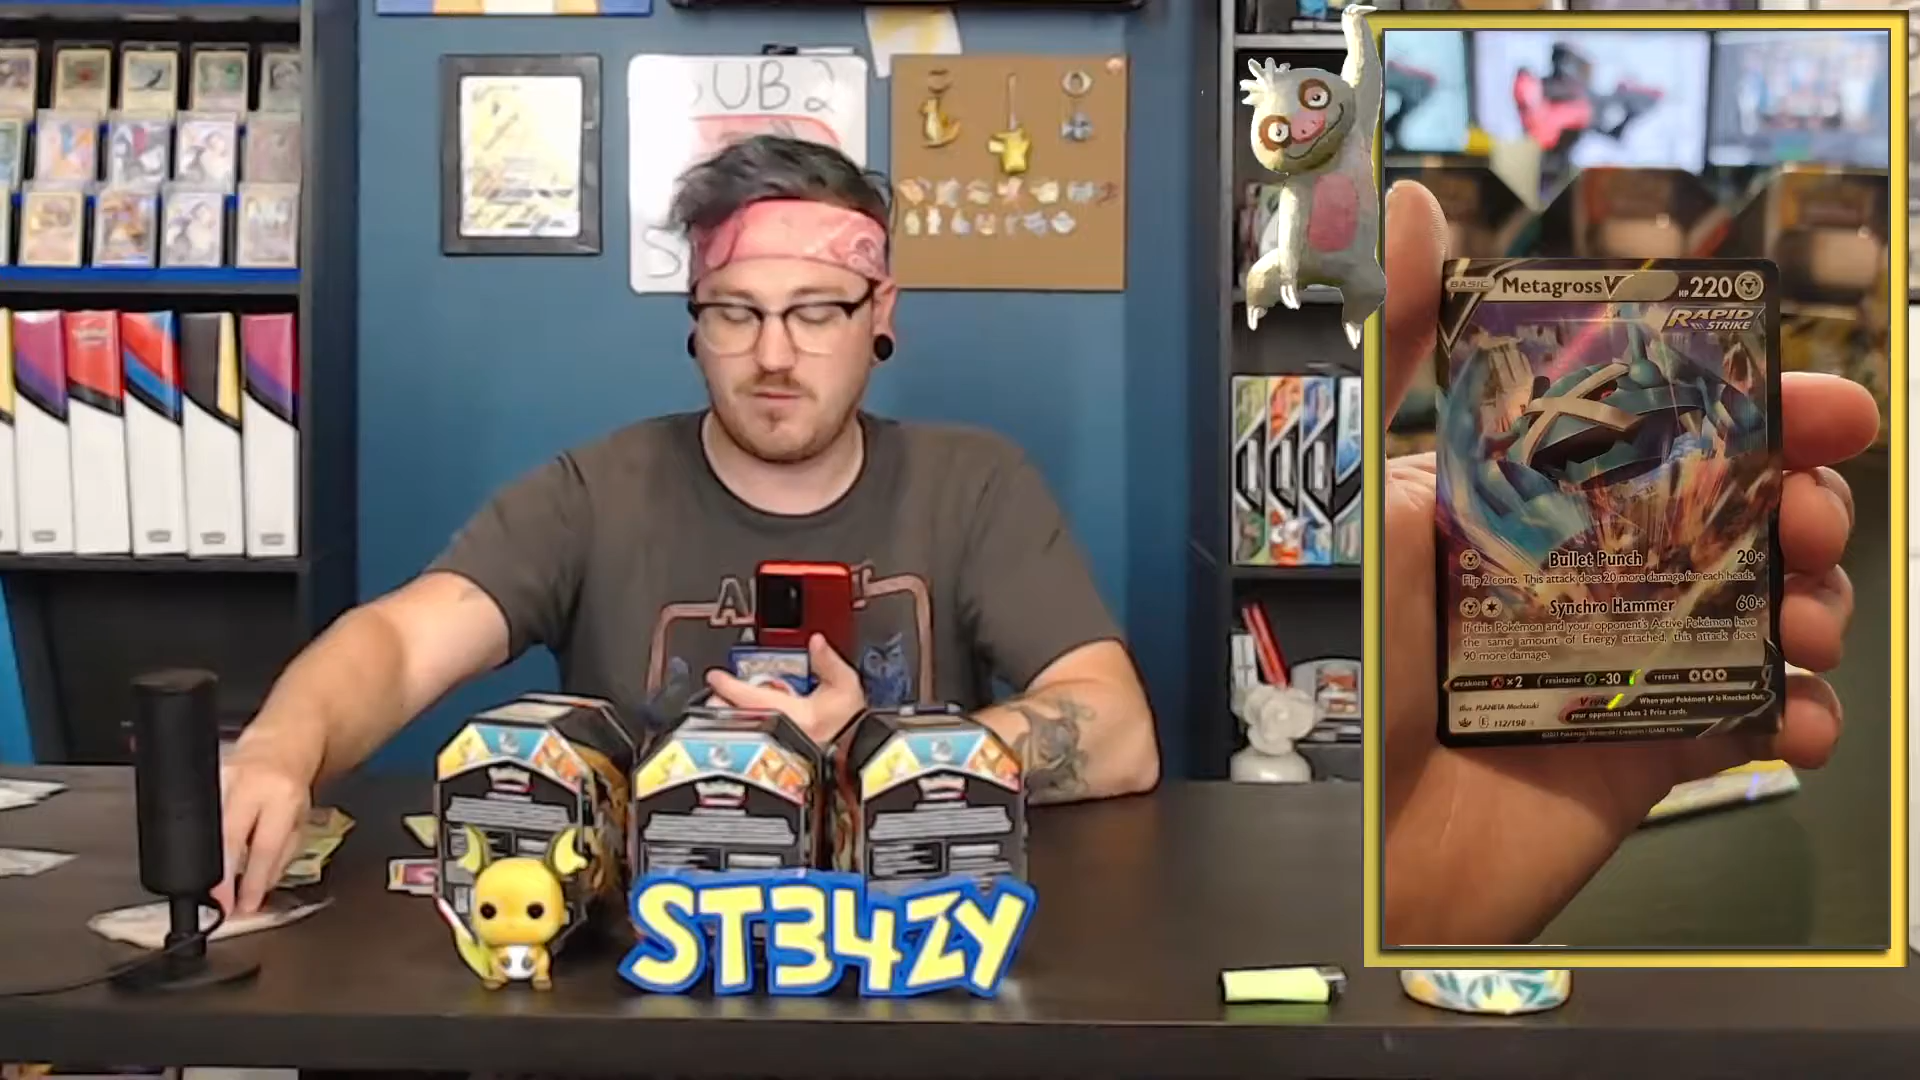 UB 2
S
ST34ZY
BASIC
Metagross V
HP 220
RAPID
STRIKE
Bullet Punch 20+
Flip 2 coins. This attack does 20 more damage for each heads.
Synchro Hammer 60+
If this Pokémon and your opponent's Active Pokémon have
the same amount of Energy attached, this attack does
90 more damage.
weakness ×2 resistance -30 retreat
V rule When your Pokémon V is Knocked Out,
your opponent takes 2 Prize cards.
Illus. PLANETA Mochizuki
E 112/198